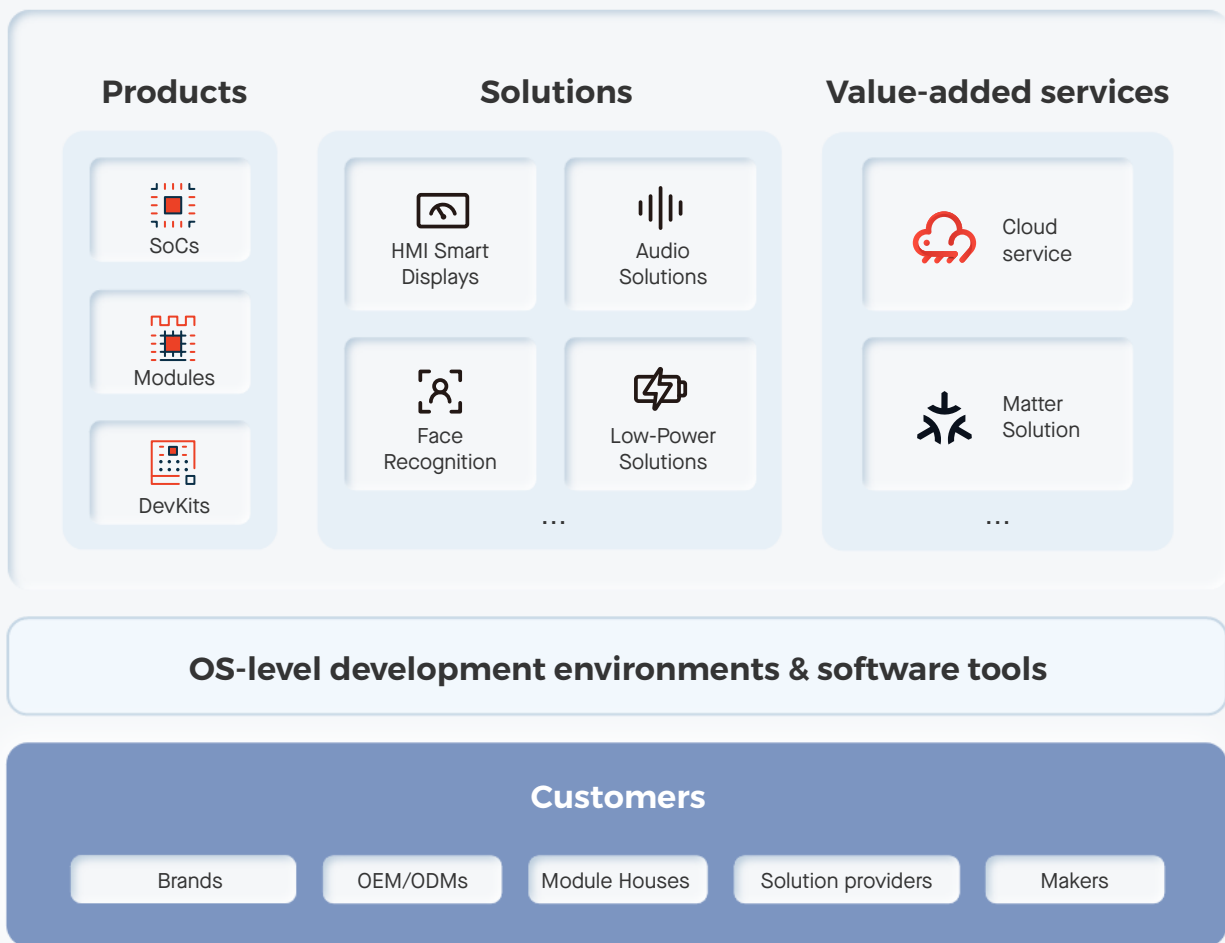 Products
SoCs
Modules
DevKits
Solutions
HMI Smart
Displays
Audio
Solutions
Face
Recognition
Low-Power
Solutions
...
Value-added services
Cloud
service
Matter
Solution
...
OS-level development environments & software tools
Customers
Brands
OEM/ODMs
Module Houses
Solution providers
Makers